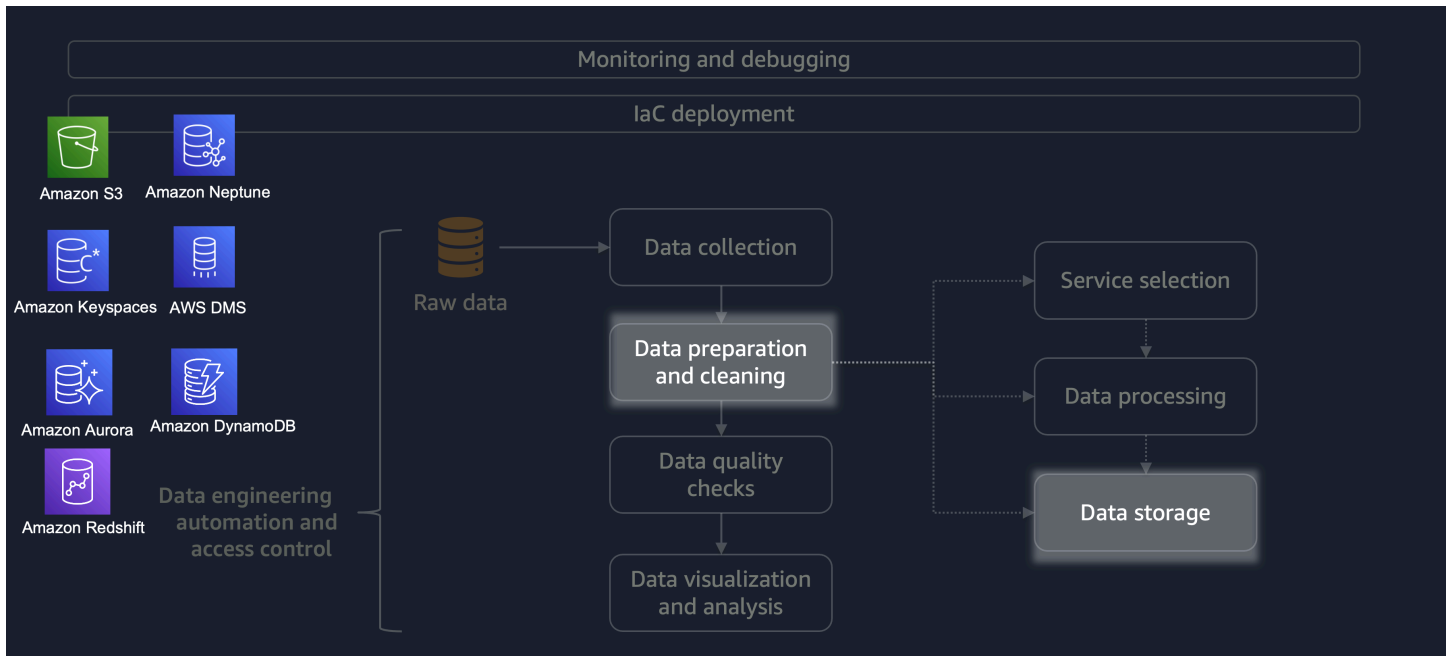 Monitoring and debugging
IaC deployment
Amazon S3
Amazon Neptune
Amazon Keyspaces
AWS DMS
Amazon Aurora
Amazon DynamoDB
Amazon Redshift
Data engineering
automation and
access control
Raw data
Data collection
Data preparation
and cleaning
Data quality
checks
Data visualization
and analysis
Service selection
Data processing
Data storage